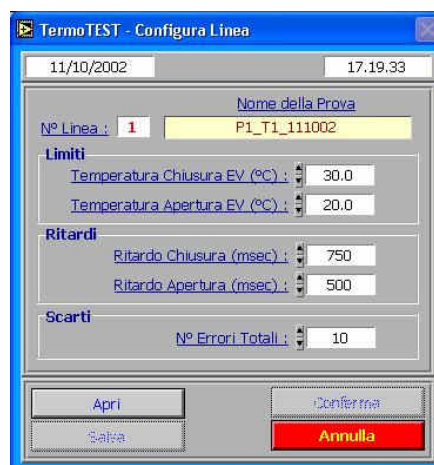 TermoTEST - Configura Linea
11/10/2002 17.19.33
Nome della Prova
Nº Linea : 1 P1_T1_111002
Limiti
Temperatura Chiusura EV (ºC) : 30.0
Temperatura Apertura EV (ºC) : 20.0
Ritardi
Ritardo Chiusura (msec) : 750
Ritardo Apertura (msec) : 500
Scarti
Nº Errori Totali : 10
Apri Conferma
Salva Annulla